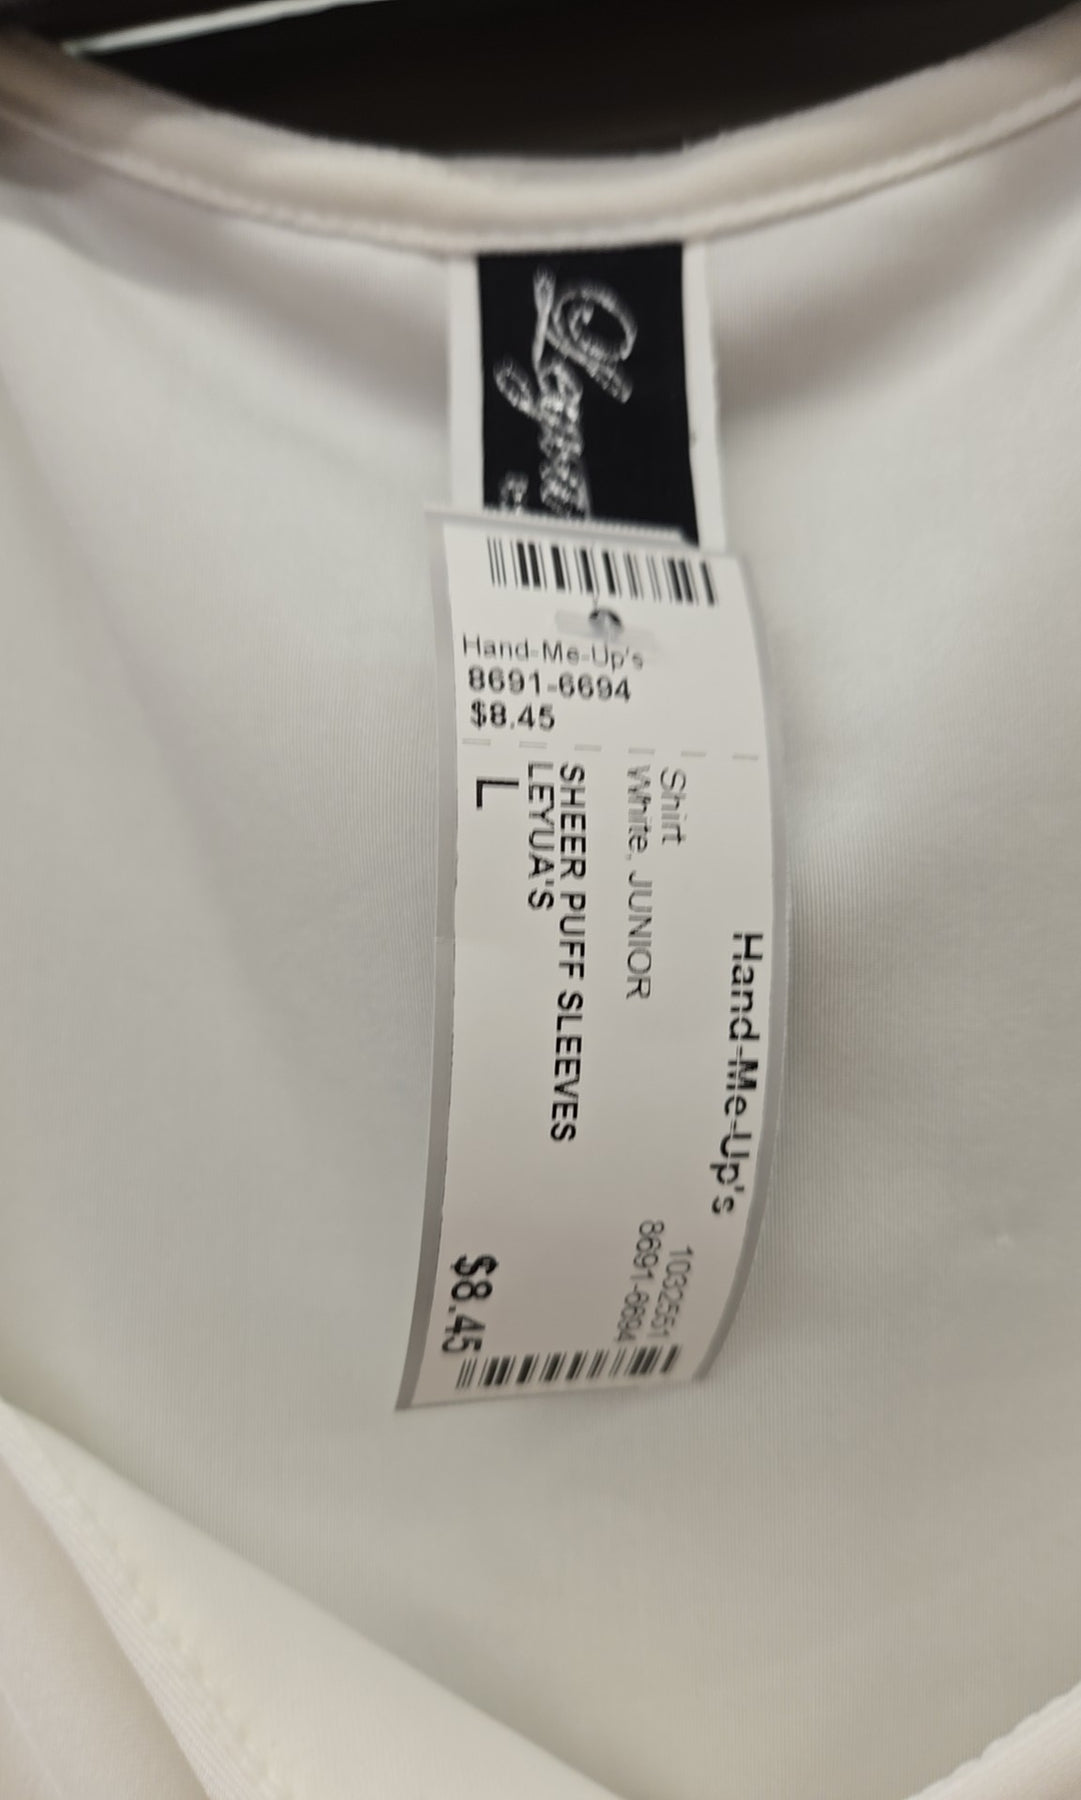 Hand-Me-Up's
8691-6694
$8.45
Hand-Me-Up's
Shirt
White, JUNIOR
1032551
8691-6694
SHEER PUFF SLEEVES
LEYUA'S
L
$8.45